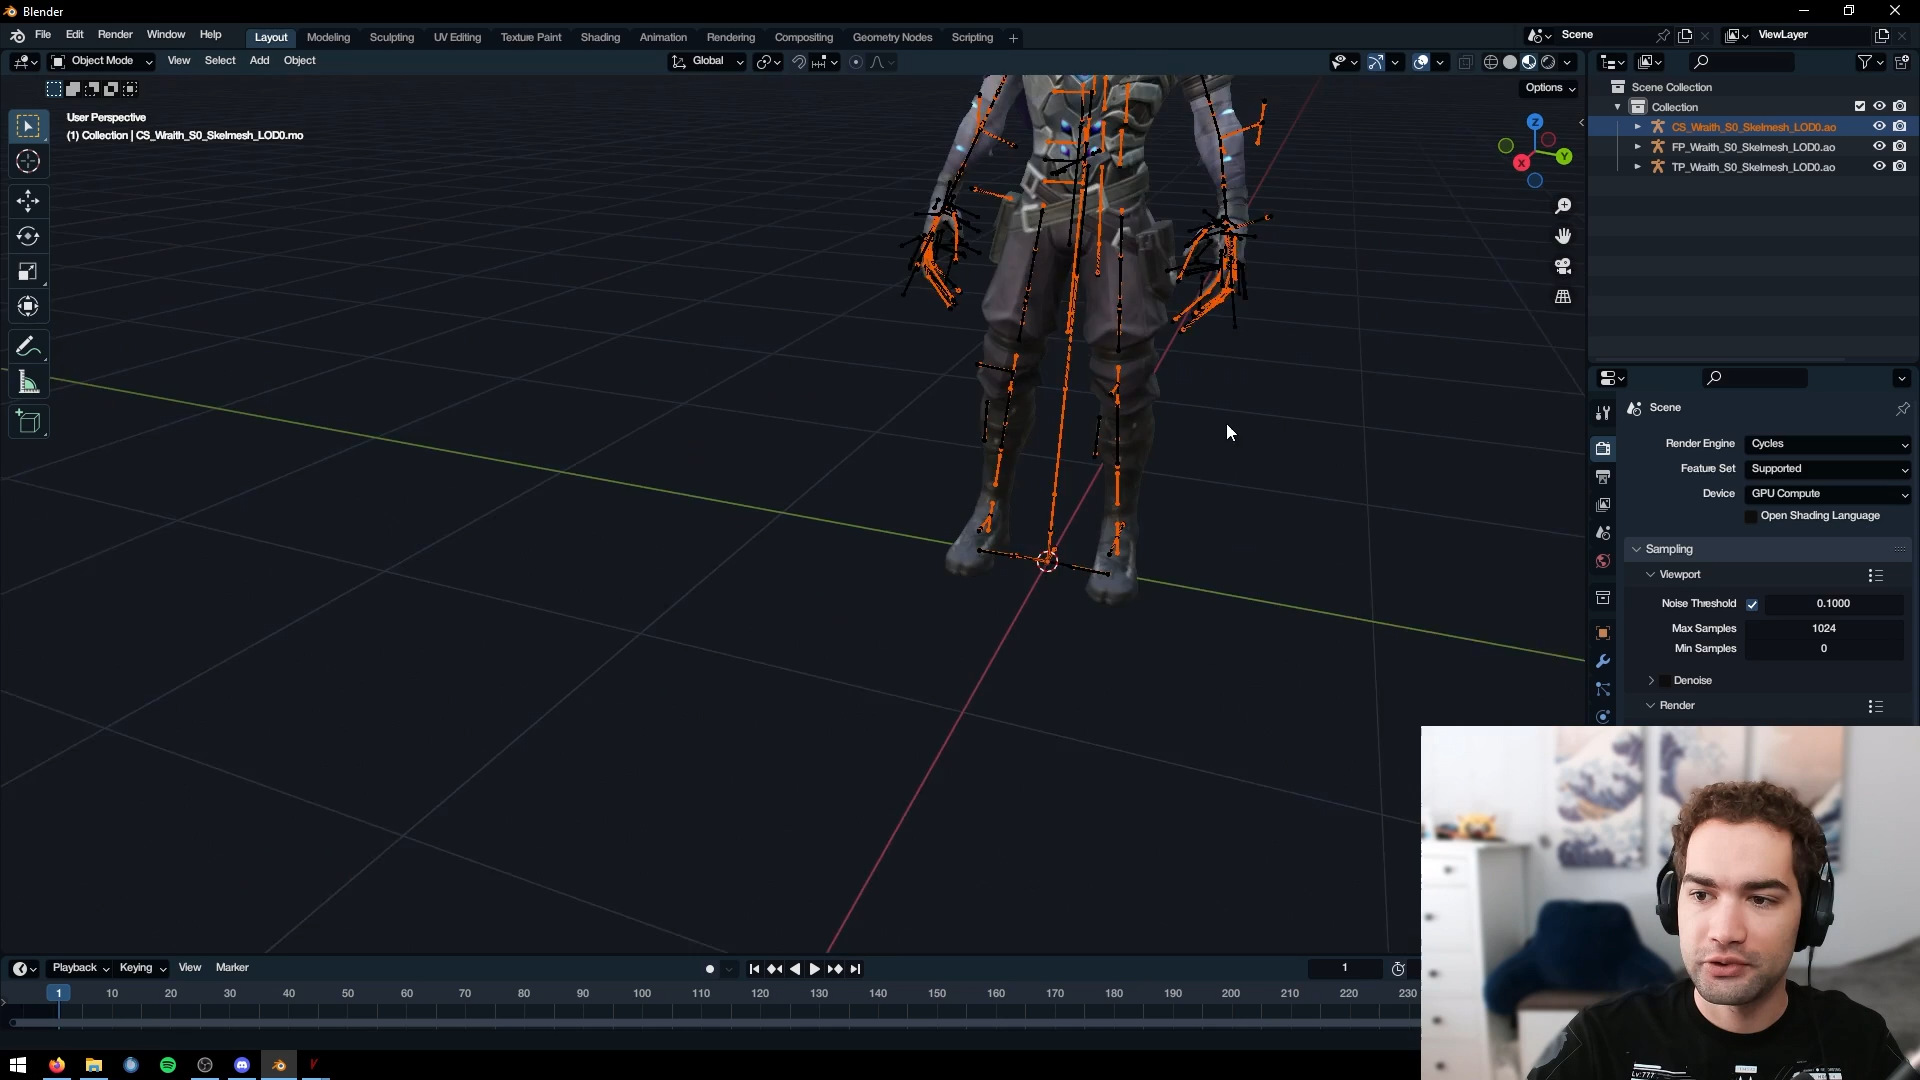 Blender
File Edit Render Window Help
Layout Modeling Sculpting UV Editing Texture Paint Shading Animation Rendering Compositing Geometry Nodes Scripting
Scene
ViewLayer
Object Mode View Select Add Object
Global
Options
User Perspective
(1) Collection | CS_Wraith_S0_Skelmesh_LOD0.mo
Z
Y
X
Scene Collection
Collection
CS_Wraith_S0_Skelmesh_LOD0.ao
FP_Wraith_S0_Skelmesh_LOD0.ao
TP_Wraith_S0_Skelmesh_LOD0.ao
Scene
Render Engine Cycles
Feature Set Supported
Device GPU Compute
Open Shading Language
Sampling
Viewport
Noise Threshold 0.1000
Max Samples 1024
Min Samples 0
Denoise
Render
Playback Keying View Marker
1
1 10 20 30 40 50 60 70 80 90 100 110 120 130 140 150 160 170 180 190 200 210 220 230
Lv:777